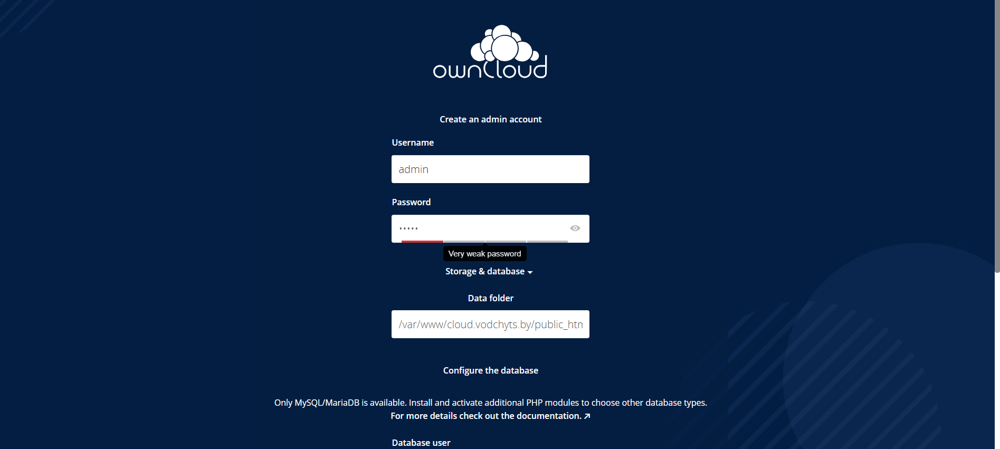 ownCloud
Create an admin account
Username
admin
Password
•••••
Very weak password
Storage & database
Data folder
/var/www/cloud.vodchyts.by/public_htm
Configure the database
Only MySQL/MariaDB is available. Install and activate additional PHP modules to choose other database types.
For more details check out the documentation.
Database user